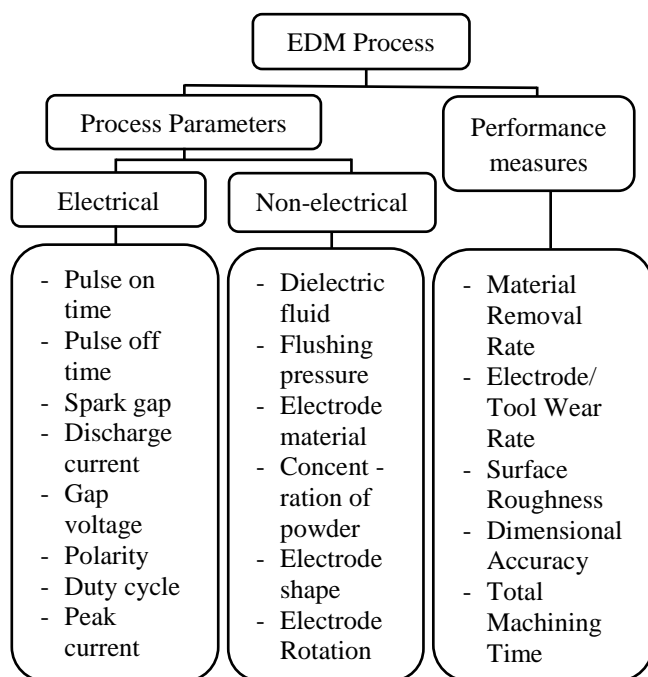 EDM Process
Process Parameters
Performance
measures
Electrical
Non-electrical
- Pulse on
time
- Pulse off
time
- Spark gap
- Discharge
current
- Gap
voltage
- Polarity
- Duty cycle
- Peak
current
- Dielectric
fluid
- Flushing
pressure
- Electrode
material
- Concent -
ration of
powder
- Electrode
shape
- Electrode
Rotation
- Material
Removal
Rate
- Electrode/
Tool Wear
Rate
- Surface
Roughness
- Dimensional
Accuracy
- Total
Machining
Time